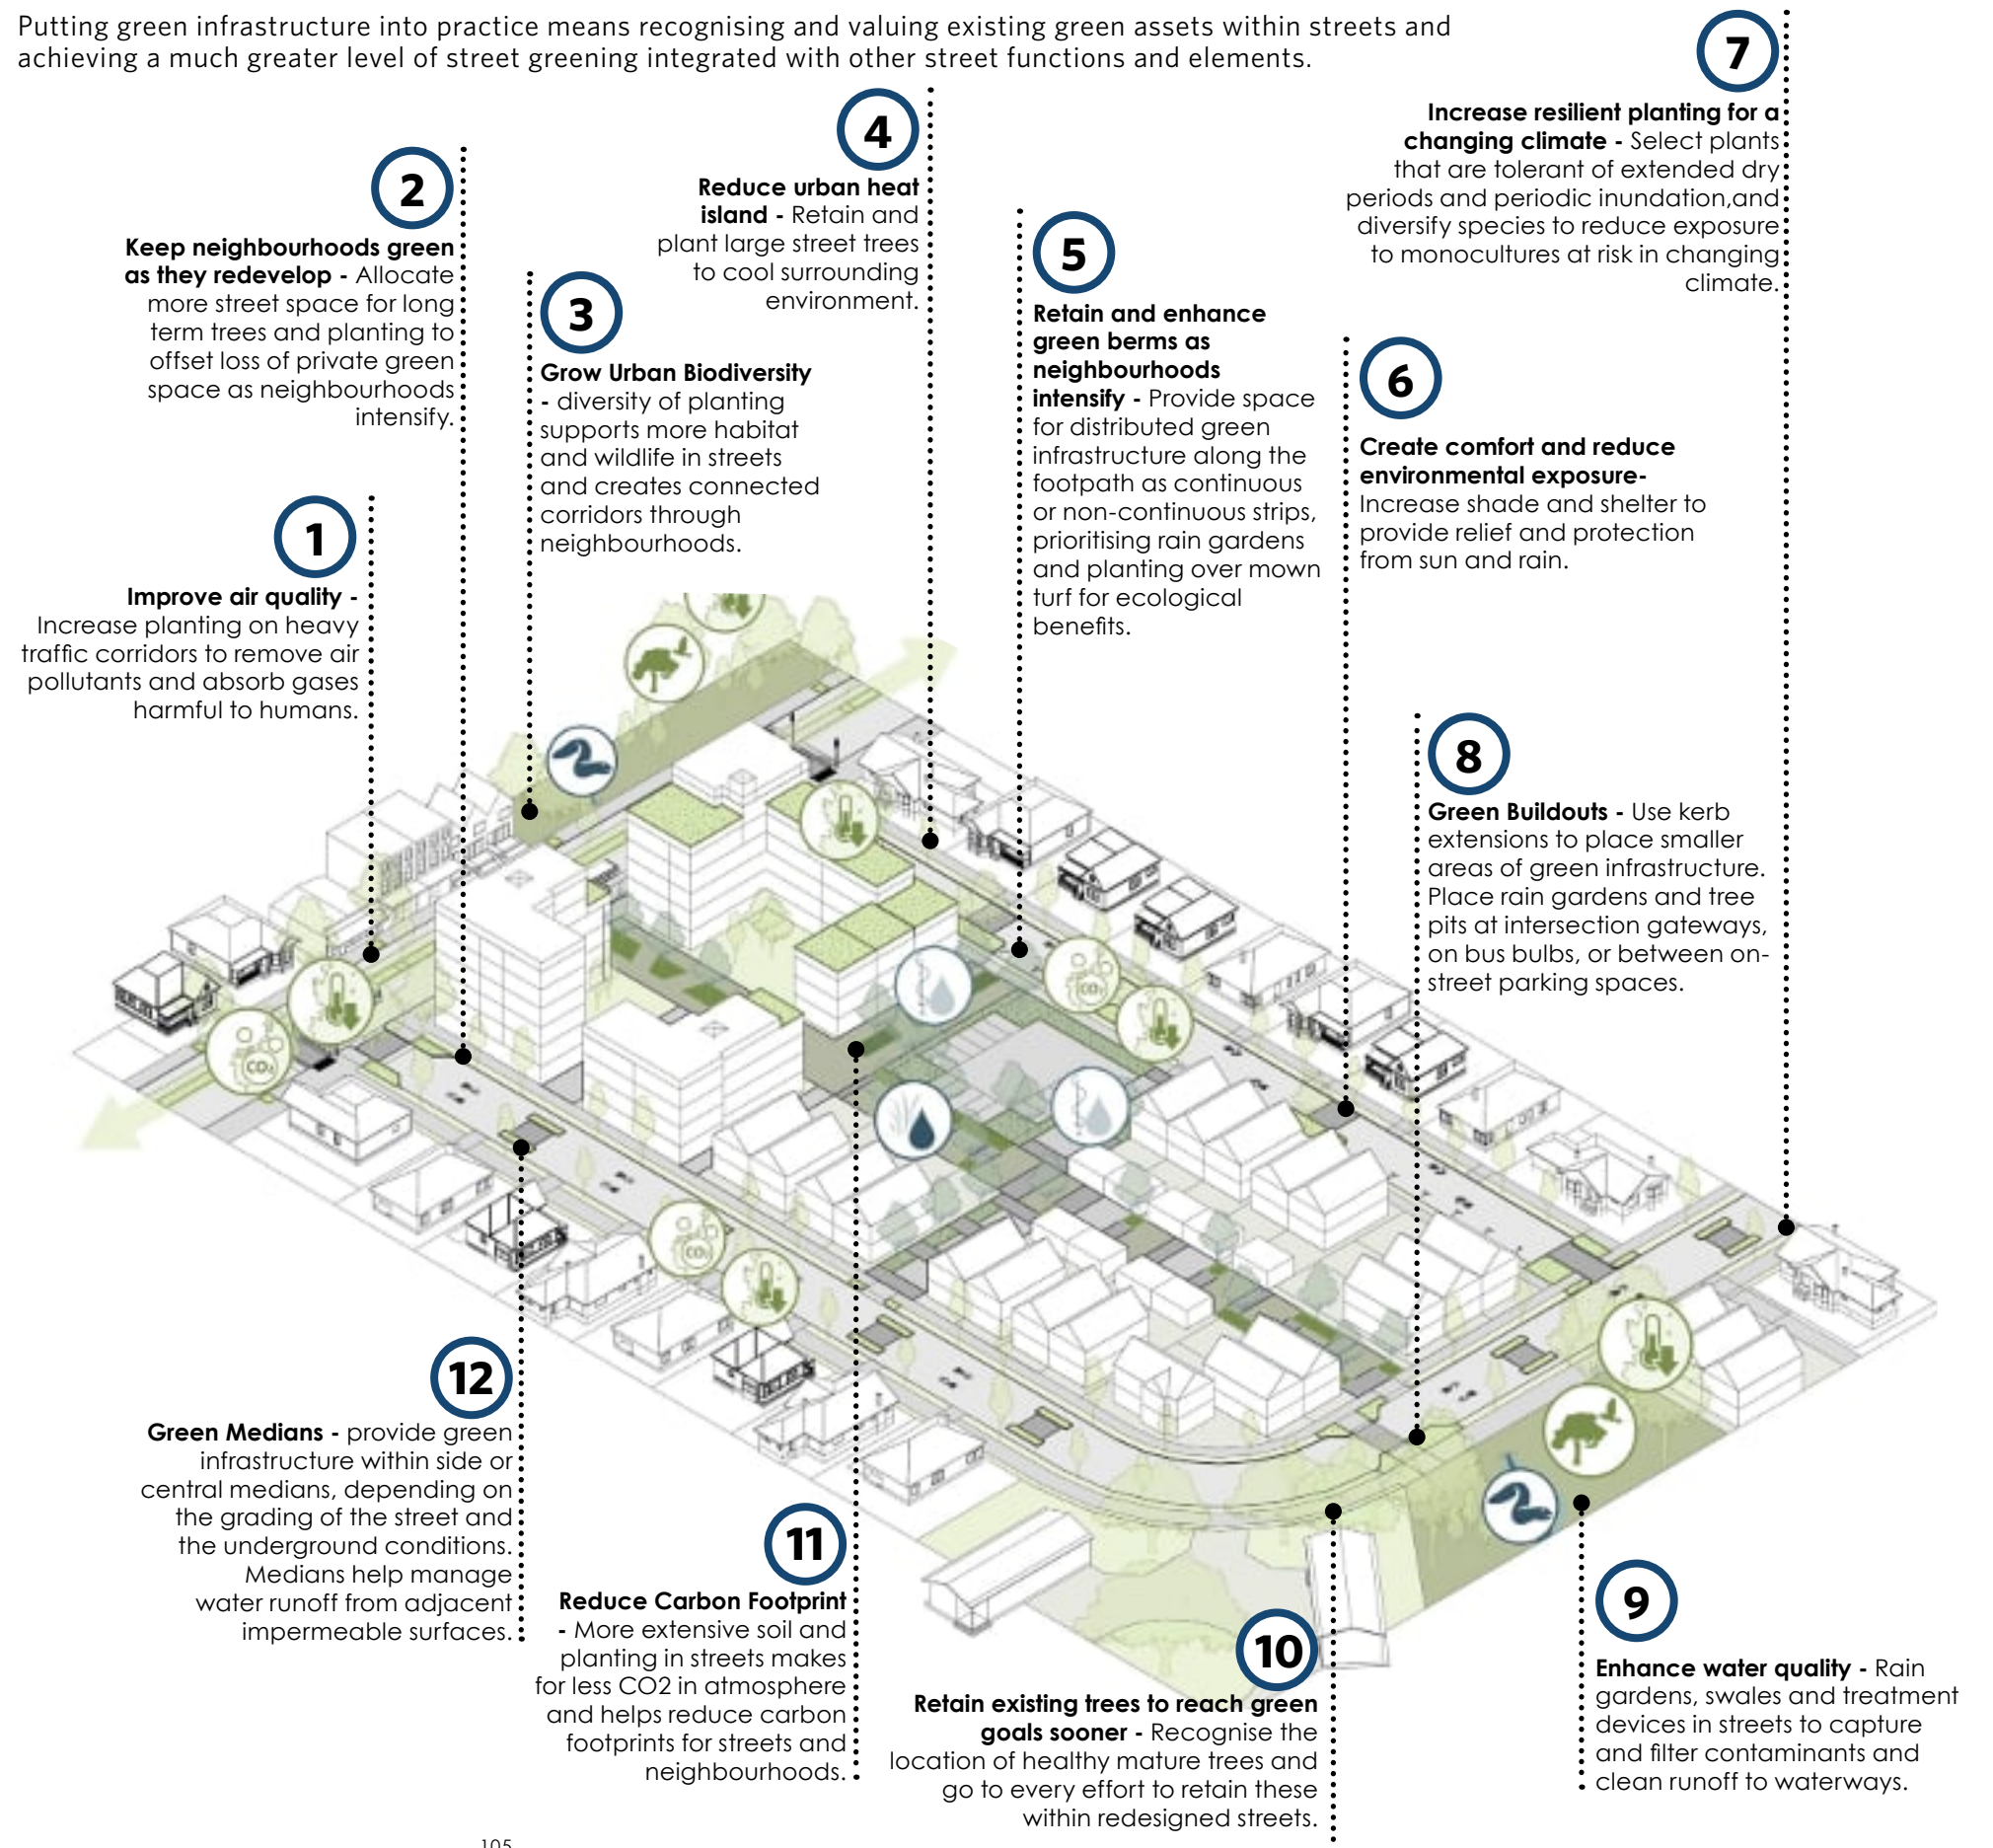 Putting green infrastructure into practice means recognising and valuing existing green assets within streets and
achieving a much greater level of street greening integrated with other street functions and elements.
1
Improve air quality -
Increase planting on heavy
traffic corridors to remove air
pollutants and absorb gases
harmful to humans.
2
Keep neighbourhoods green
as they redevelop - Allocate
more street space for long
term trees and planting to
offset loss of private green
space as neighbourhoods
intensify.
3
Grow Urban Biodiversity
- diversity of planting
supports more habitat
and wildlife in streets
and creates connected
corridors through
neighbourhoods.
4
Reduce urban heat
island - Retain and
plant large street trees
to cool surrounding
environment.
5
Retain and enhance
green berms as
neighbourhoods
intensify - Provide space
for distributed green
infrastructure along the
footpath as continuous
or non-continuous strips,
prioritising rain gardens
and planting over mown
turf for ecological
benefits.
6
Create comfort and reduce
environmental exposure-
Increase shade and shelter to
provide relief and protection
from sun and rain.
7
Increase resilient planting for a
changing climate - Select plants
that are tolerant of extended dry
periods and periodic inundation,and
diversify species to reduce exposure
to monocultures at risk in changing
climate.
8
Green Buildouts - Use kerb
extensions to place smaller
areas of green infrastructure.
Place rain gardens and tree
pits at intersection gateways,
on bus bulbs, or between on-
street parking spaces.
CO2
CO2
CO2
12
Green Medians - provide green
infrastructure within side or
central medians, depending on
the grading of the street and
the underground conditions.
Medians help manage
water runoff from adjacent
impermeable surfaces.
11
Reduce Carbon Footprint
- More extensive soil and
planting in streets makes
for less CO2 in atmosphere
and helps reduce carbon
footprints for streets and
neighbourhoods.
10
Retain existing trees to reach green
goals sooner - Recognise the
location of healthy mature trees and
go to every effort to retain these
within redesigned streets.
9
Enhance water quality - Rain
gardens, swales and treatment
devices in streets to capture
and filter contaminants and
clean runoff to waterways.
105